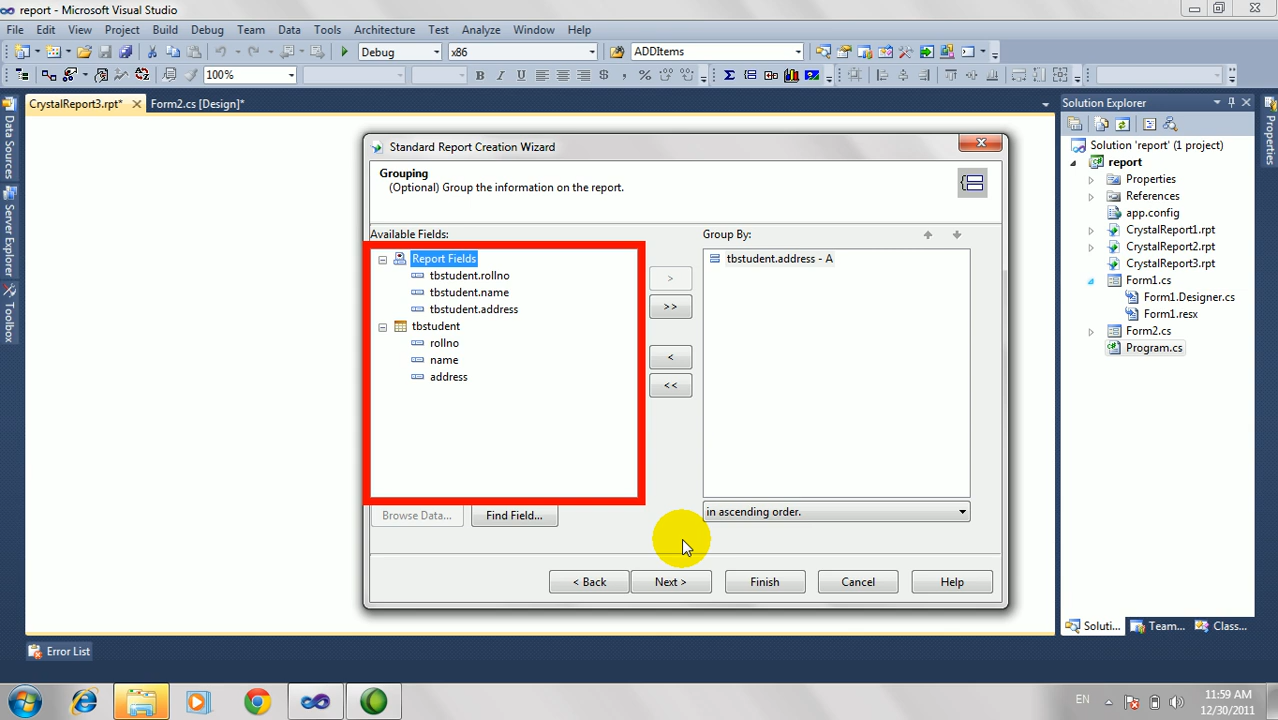 report - Microsoft Visual Studio
File Edit View Project Build Debug Team Data Tools Architecture Test Analyze Window Help
Debug x86 ADDItems
100% B I U $ , % Σ
CrystalReport3.rpt* Form2.cs [Design]*
Data Sources
Server Explorer
Toolbox
Standard Report Creation Wizard
Grouping
(Optional) Group the information on the report.
Available Fields:
Report Fields
tbstudent.rollno
tbstudent.name
tbstudent.address
tbstudent
rollno
name
address
>
>>
<
<<
Group By:
tbstudent.address - A
in ascending order.
Browse Data... Find Field...
< Back Next > Finish Cancel Help
Solution Explorer
Solution 'report' (1 project)
report
Properties
References
app.config
CrystalReport1.rpt
CrystalReport2.rpt
CrystalReport3.rpt
Form1.cs
Form1.Designer.cs
Form1.resx
Form2.cs
Program.cs
Soluti... Team... Class...
Properties
Error List
EN
11:59 AM
12/30/2011